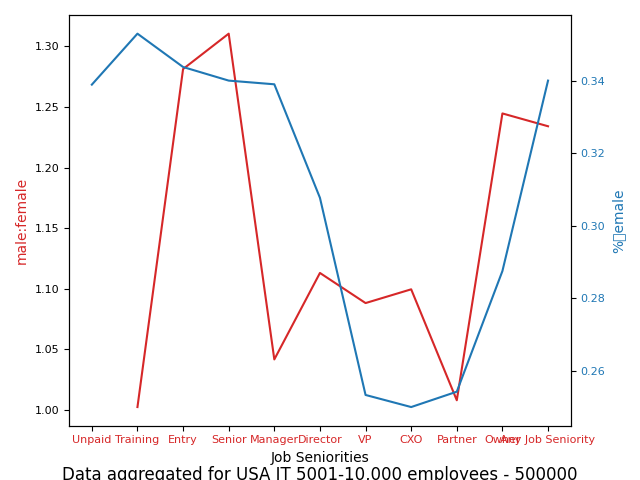 1.30
1.25
1.20
1.15
1.10
1.05
1.00
male:female
0.34
0.32
0.30
0.28
0.26
%▯emale
Unpaid Training Entry Senior Manager Director VP CXO Partner Owner Any Job Seniority
Job Seniorities
Data aggregated for USA IT 5001-10,000 employees - 500000